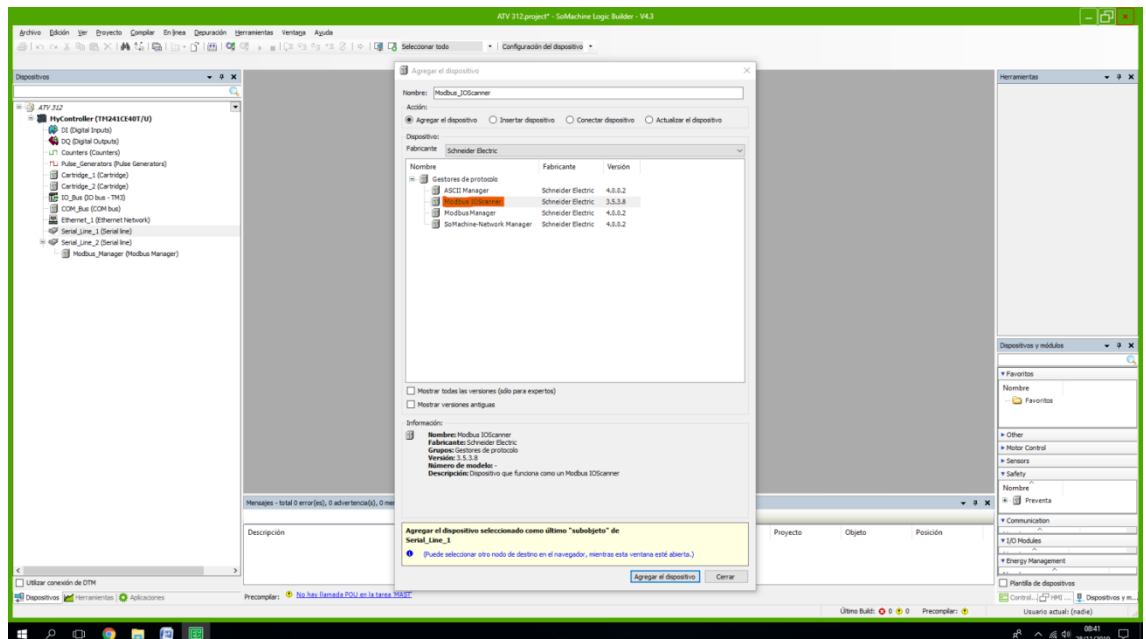 ATV 312.project* - SoMachine Logic Builder - V4.3
Archivo Edición Ver Proyecto Compilar En línea Depuración Herramientas Ventana Ayuda
Seleccionar todo Configuración del dispositivo
Dispositivos
ATV 312
MyController (TM241CE40T/U)
DI (Digital Inputs)
DQ (Digital Outputs)
Counters (Counters)
Pulse_Generators (Pulse Generators)
Cartridge_1 (Cartridge)
Cartridge_2 (Cartridge)
IO_Bus (IO bus - TM3)
COM_Bus (COM bus)
Ethernet_1 (Ethernet Network)
Serial_Line_1 (Serial line)
Serial_Line_2 (Serial line)
Modbus_Manager (Modbus Manager)
Utilizar conexión de DTM
Dispositivos Herramientas Aplicaciones
Agregar el dispositivo
Nombre: Modbus_IOScanner
Acción:
Agregar el dispositivo Insertar dispositivo Conectar dispositivo Actualizar el dispositivo
Dispositivo:
Fabricante Schneider Electric
Nombre Fabricante Versión
Gestores de protocolo
ASCII Manager Schneider Electric 4.0.0.2
Modbus IOScanner Schneider Electric 3.5.3.8
Modbus Manager Schneider Electric 4.0.0.2
SoMachine-Network Manager Schneider Electric 4.0.0.2
Mostrar todas las versiones (sólo para expertos)
Mostrar versiones antiguas
Información:
Nombre: Modbus IOScanner
Fabricante: Schneider Electric
Grupos: Gestores de protocolo
Versión: 3.5.3.8
Número de modelo: -
Descripción: Dispositivo que funciona como un Modbus IOScanner
Agregar el dispositivo seleccionado como último "subobjeto" de
Serial_Line_1
(Puede seleccionar otro nodo de destino en el navegador, mientras esta ventana esté abierta.)
Agregar el dispositivo Cerrar
Mensajes - total 0 error(es), 0 advertencia(s), 0 me
Descripción Proyecto Objeto Posición
Precompilar: No hay llamada POU en la tarea 'MAST'
Herramientas
Dispositivos y módulos
Favoritos
Nombre
Favoritos
Other
Motor Control
Sensors
Safety
Nombre
Preventa
Communication
I/O Modules
Energy Management
Plantilla de dispositivos
Control... HMI ... Dispositivos y m...
Último Build: 0 0 Precompilar:
Usuario actual: (nadie)
08:41